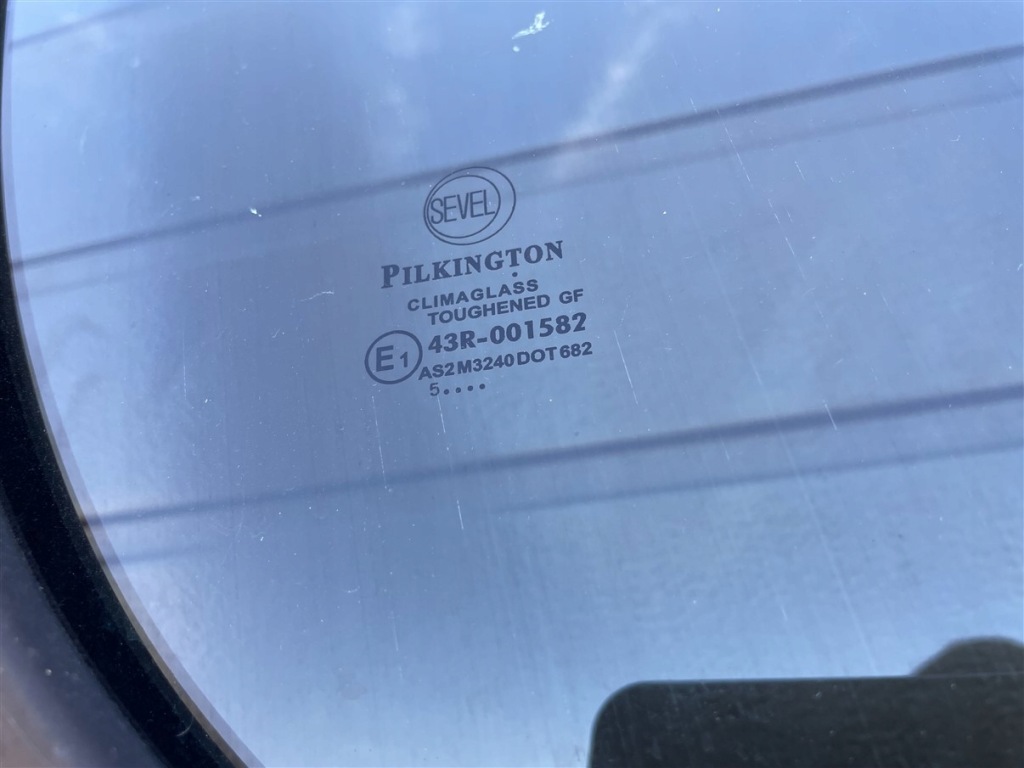 SEVEL
PILKINGTON
CLIMAGLASS
TOUGHENED GF
E1 43R-001582
AS2 M3240 DOT 682
5....